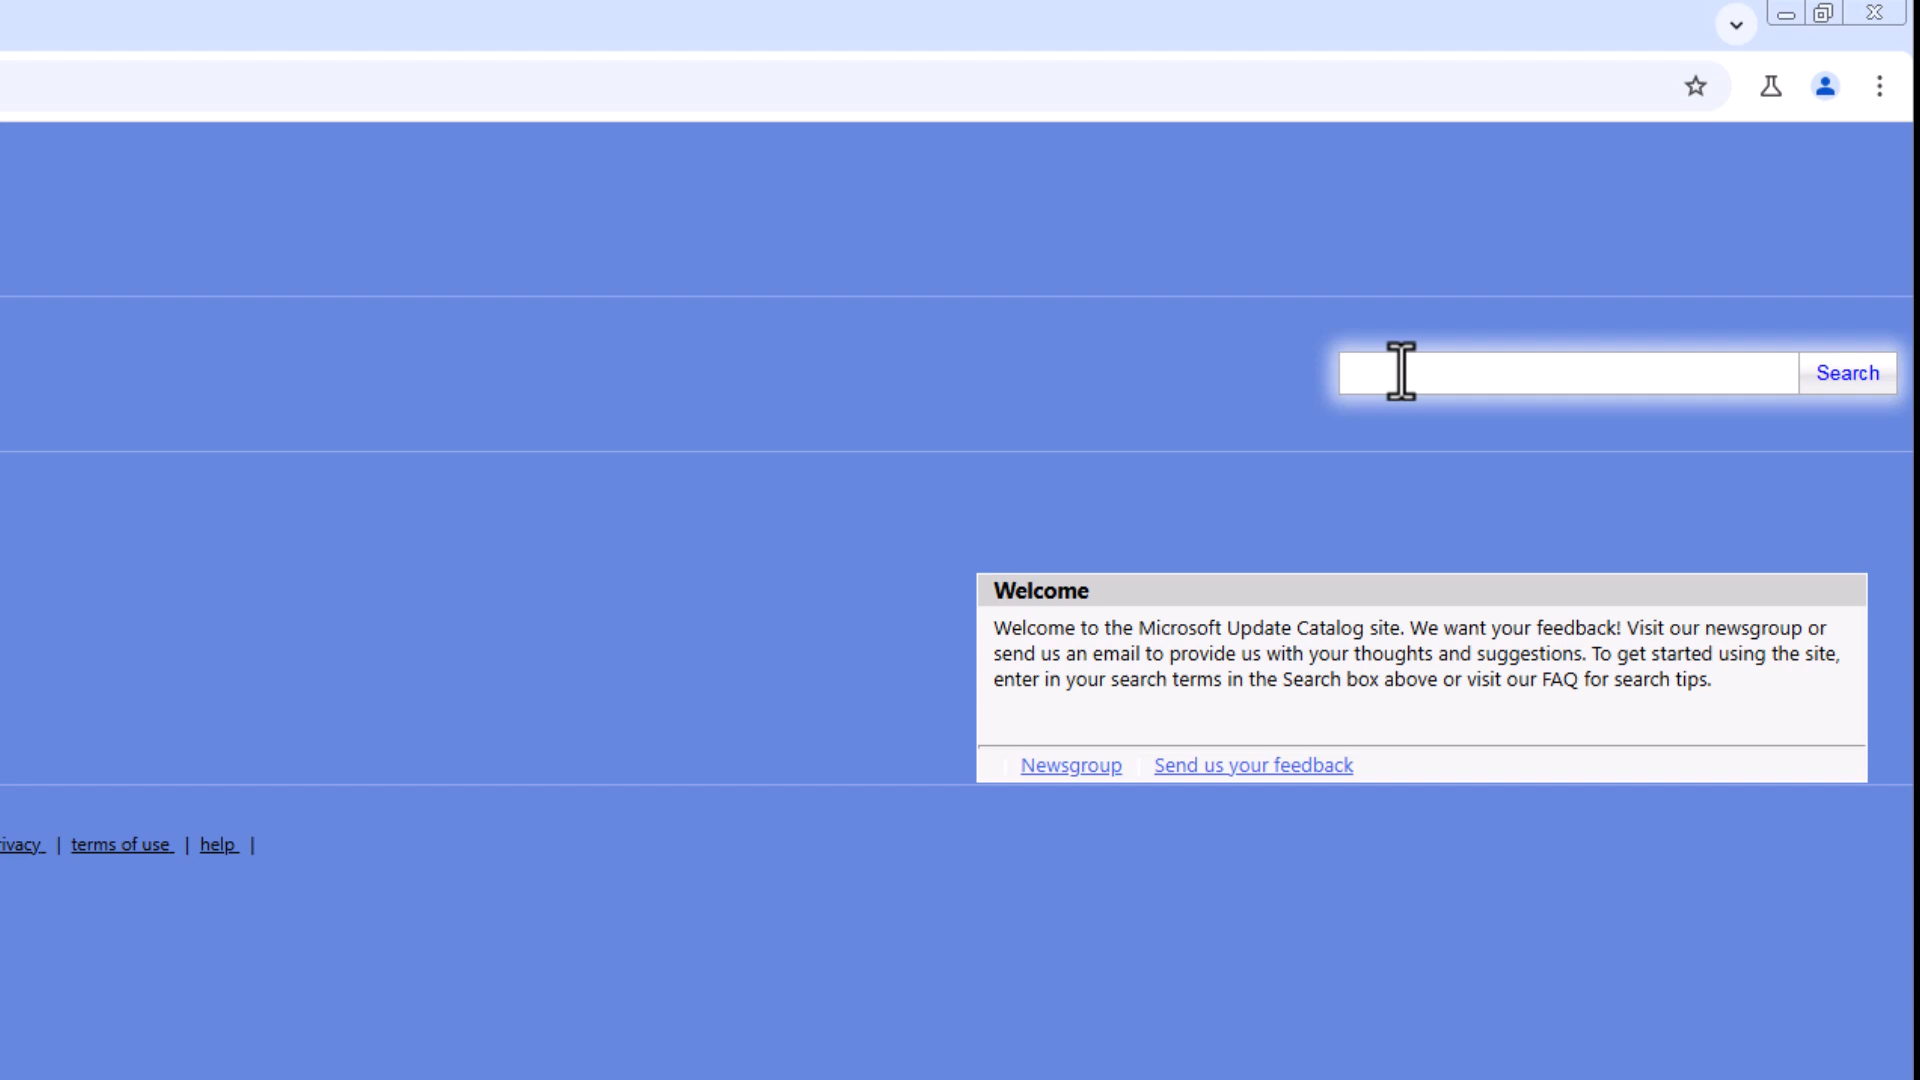 Search
Welcome
Welcome to the Microsoft Update Catalog site. We want your feedback! Visit our newsgroup or
send us an email to provide us with your thoughts and suggestions. To get started using the site,
enter in your search terms in the Search box above or visit our FAQ for search tips.
Newsgroup | Send us your feedback
ivacy | terms of use | help |